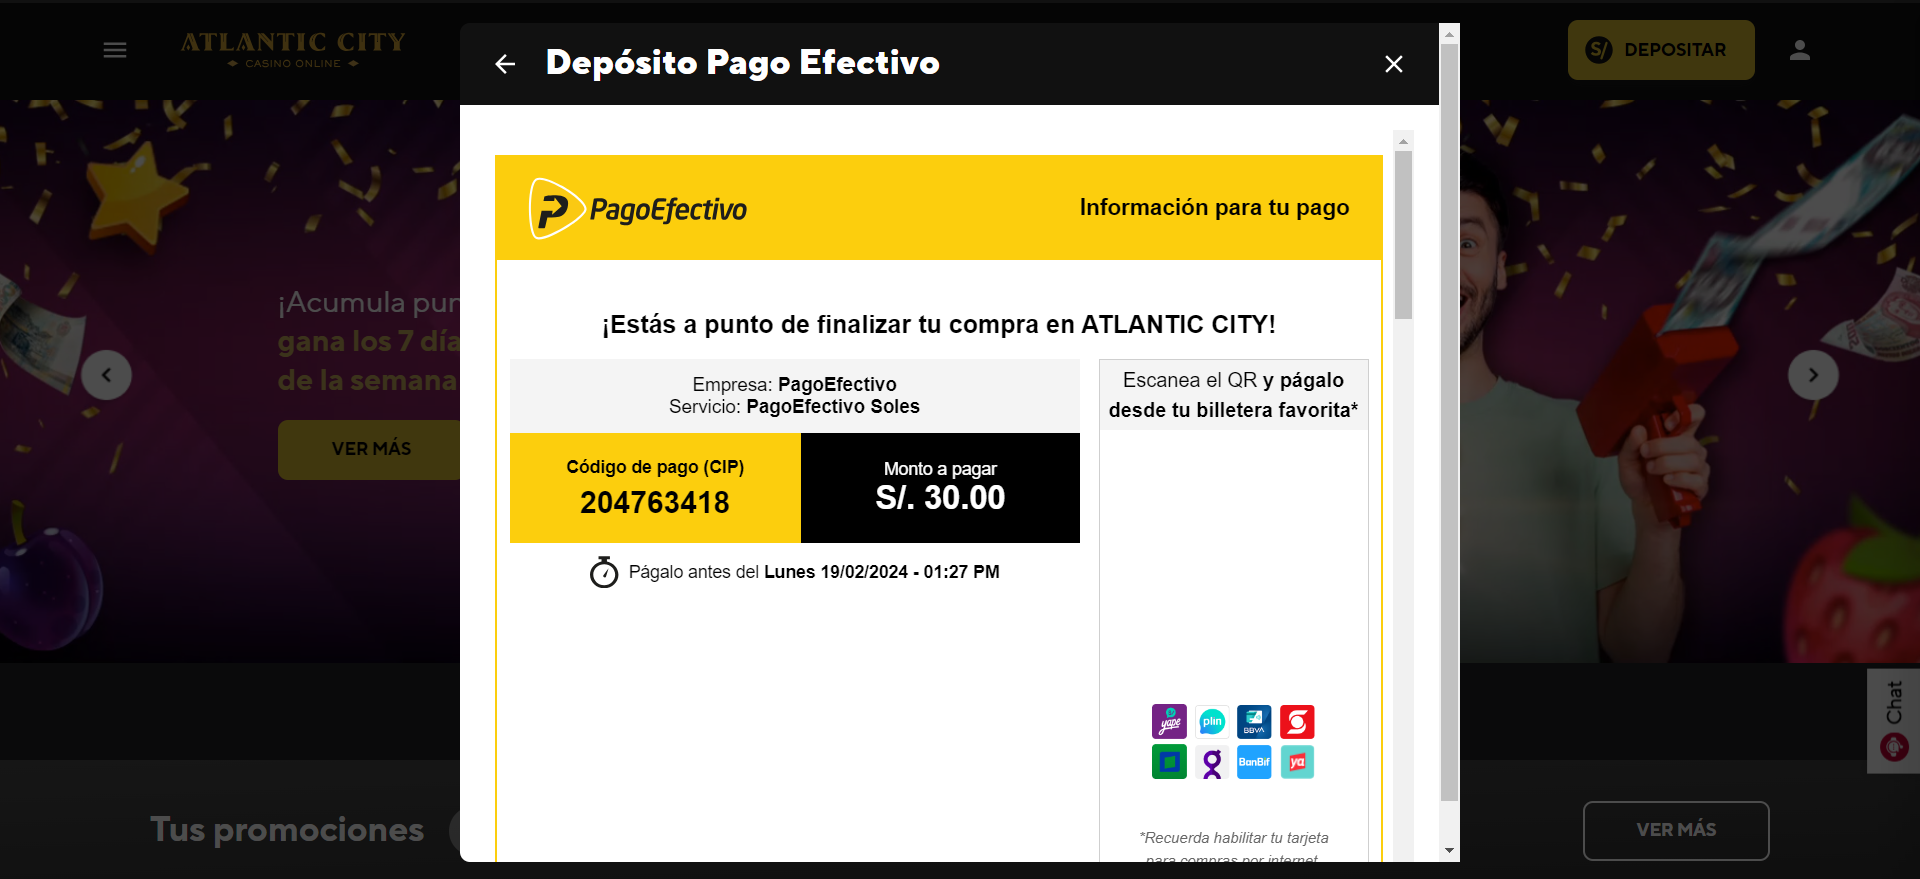 ATLANTIC CITY
CASINO ONLINE
Depósito Pago Efectivo
S/ DEPOSITAR
PagoEfectivo
Información para tu pago
¡Estás a punto de finalizar tu compra en ATLANTIC CITY!
¡Acumula pun
gana los 7 día
de la semana
VER MÁS
Empresa: PagoEfectivo
Servicio: PagoEfectivo Soles
Código de pago (CIP)
204763418
Monto a pagar
S/. 30.00
Págalo antes del Lunes 19/02/2024 - 01:27 PM
Escanea el QR y págalo
desde tu billetera favorita*
yape
plin
BBVA
BanBif
ya
*Recuerda habilitar tu tarjeta
para compras por internet
Chat
Tus promociones
VER MÁS